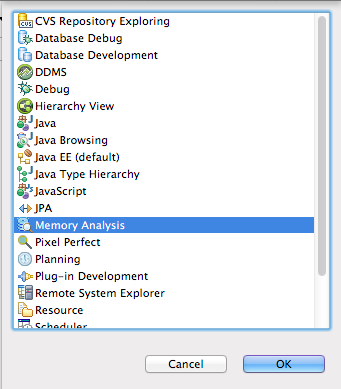 CVS Repository Exploring
Database Debug
Database Development
DDMS
Debug
Hierarchy View
Java
Java Browsing
Java EE (default)
Java Type Hierarchy
JavaScript
JPA
Memory Analysis
Pixel Perfect
Planning
Plug-in Development
Remote System Explorer
Resource
Scheduler
Cancel
OK